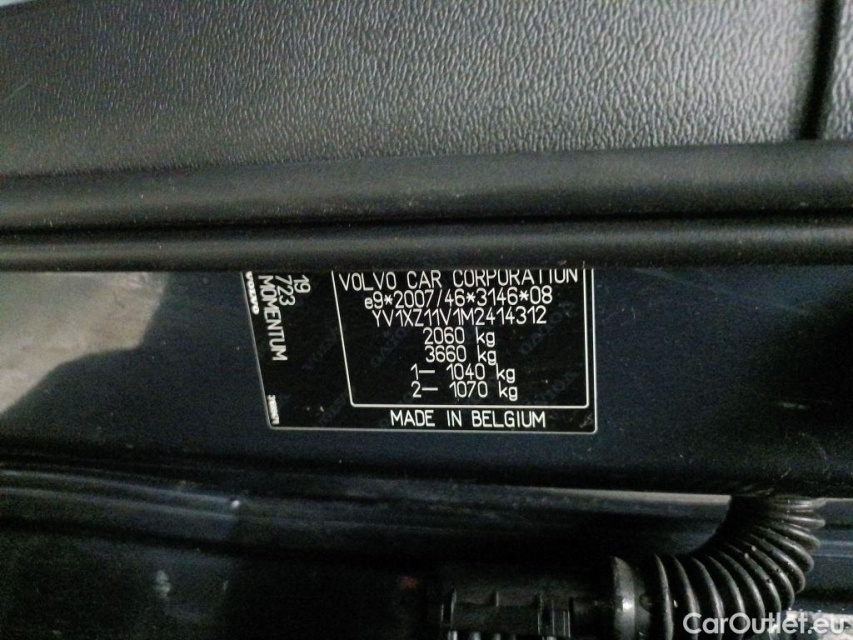 VOLVO CAR CORPORATION
e9*2007/46*3146*08
YV1XZ11V1M2414312
2060 kg
3660 kg
1– 1040 kg
2– 1070 kg
MADE IN BELGIUM
19
723
MOMENTUM
VOLVO
CarOutlet.eu